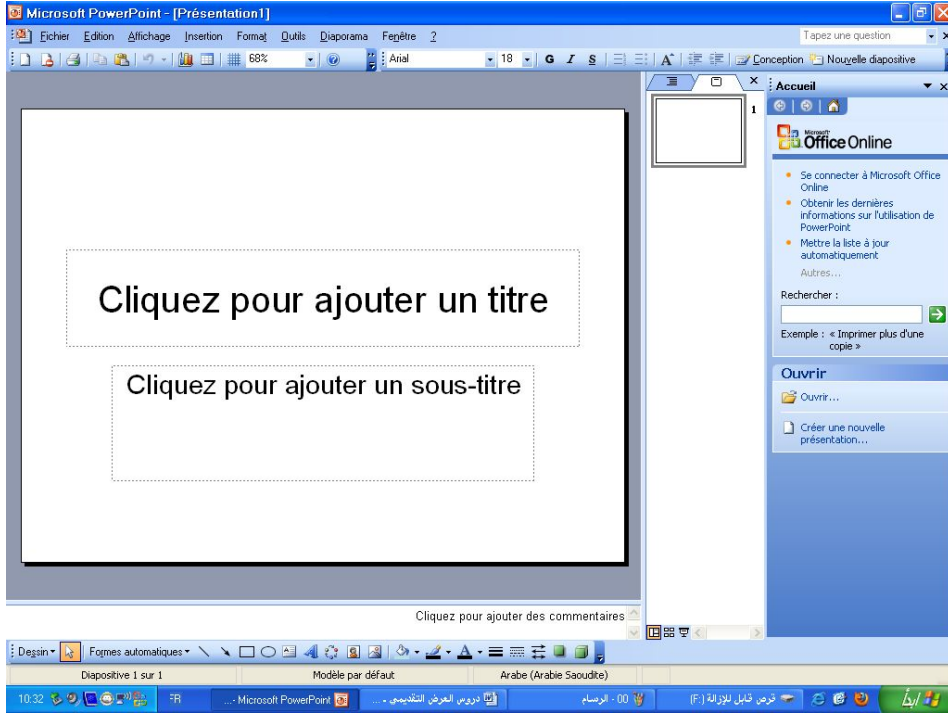 Microsoft PowerPoint - [Présentation1]
Fichier Edition Affichage Insertion Format Outils Diaporama Fenêtre ?
Tapez une question
68%
Arial
18
G I S
Conception
Nouvelle diapositive
1
Cliquez pour ajouter un titre
Cliquez pour ajouter un sous-titre
Cliquez pour ajouter des commentaires
Accueil
Microsoft
Office Online
Se connecter à Microsoft Office
Online
Obtenir les dernières
informations sur l'utilisation de
PowerPoint
Mettre la liste à jour
automatiquement
Autres...
Rechercher :
Exemple : « Imprimer plus d'une
copie »
Ouvrir
Ouvrir...
Créer une nouvelle
présentation...
Dessin
Formes automatiques
Diapositive 1 sur 1
Modèle par défaut
Arabe (Arabie Saoudite)
10:32
FR
Microsoft PowerPoint - ...
دروس العرض التقديمي - ...
00 - الرسام
قرص قابل للإزالة (F:)
ابدأ